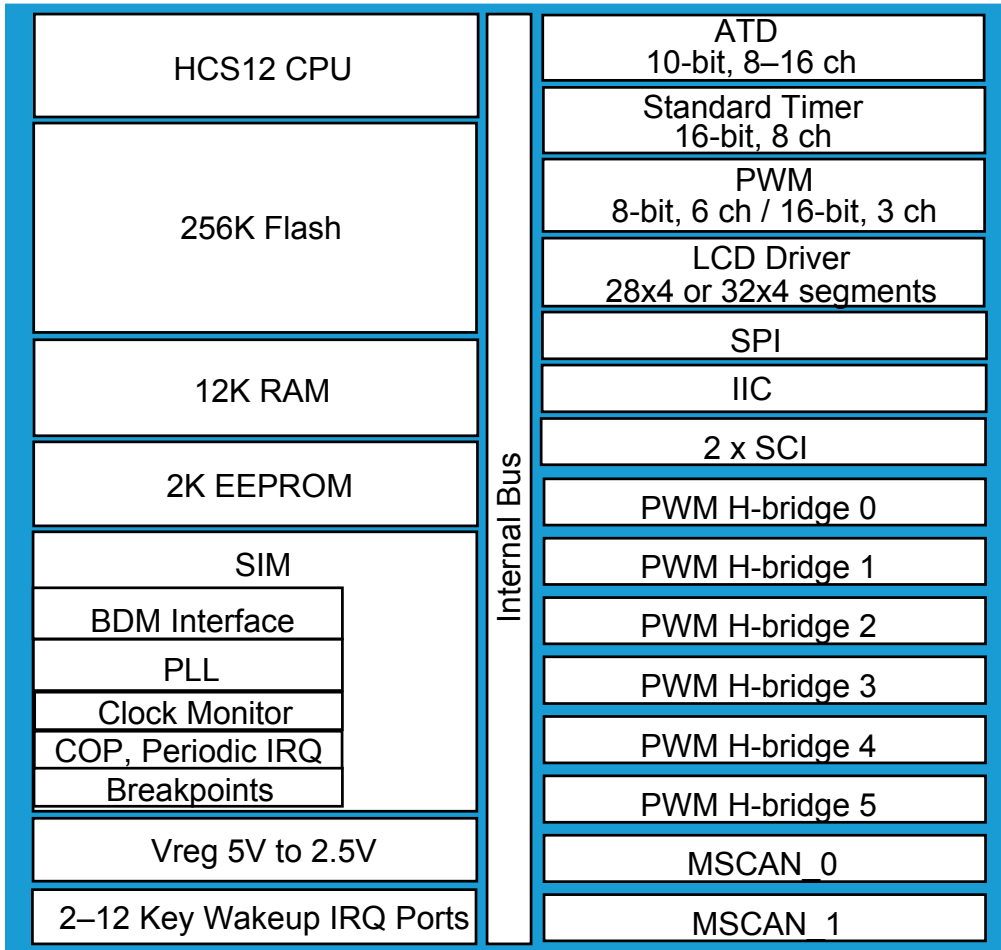 HCS12 CPU
256K Flash
12K RAM
2K EEPROM
SIM
BDM Interface
PLL
Clock Monitor
COP, Periodic IRQ
Breakpoints
Vreg 5V to 2.5V
2–12 Key Wakeup IRQ Ports
Internal Bus
ATD
10-bit, 8–16 ch
Standard Timer
16-bit, 8 ch
PWM
8-bit, 6 ch / 16-bit, 3 ch
LCD Driver
28x4 or 32x4 segments
SPI
IIC
2 x SCI
PWM H-bridge 0
PWM H-bridge 1
PWM H-bridge 2
PWM H-bridge 3
PWM H-bridge 4
PWM H-bridge 5
MSCAN_0
MSCAN_1